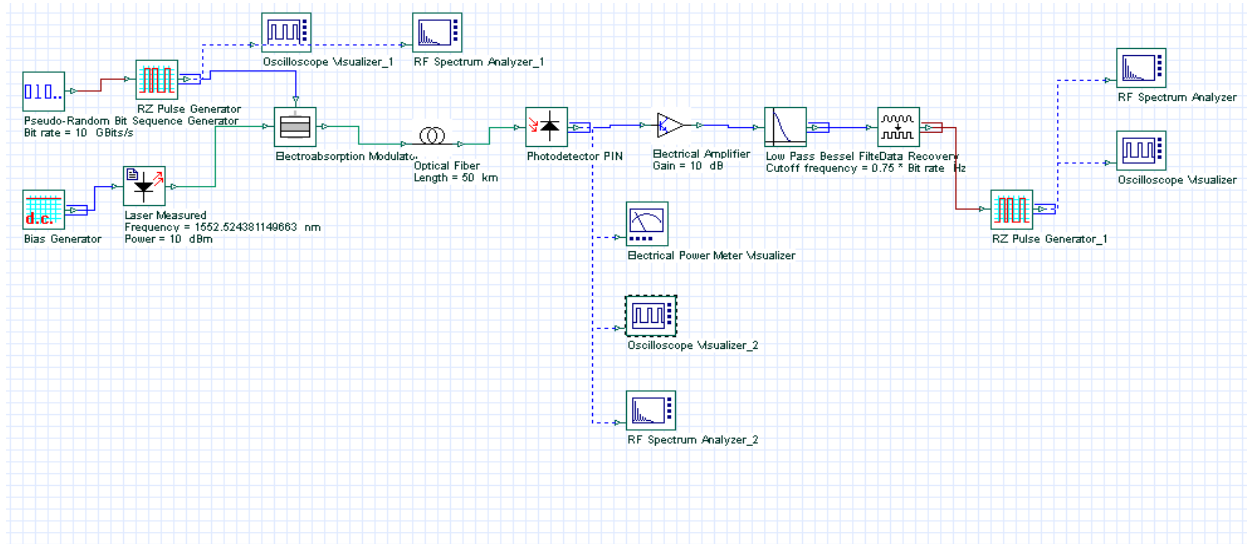 Oscilloscope Visualizer_1
RF Spectrum Analyzer_1
010..
RZ Pulse Generator
Pseudo-Random Bit Sequence Generator
Bit rate = 10 GBits/s
RF Spectrum Analyzer
Electroabsorption Modulator
Optical Fiber
Length = 50 km
Photodetector PIN
Electrical Amplifier
Gain = 10 dB
Low Pass Bessel Filte
Cutoff frequency = 0.75 * Bit rate Hz
Data Recovery
Oscilloscope Visualizer
d.c.
Bias Generator
Laser Measured
Frequency = 1552.524381149663 nm
Power = 10 dBm
RZ Pulse Generator_1
Electrical Power Meter Visualizer
Oscilloscope Visualizer_2
RF Spectrum Analyzer_2